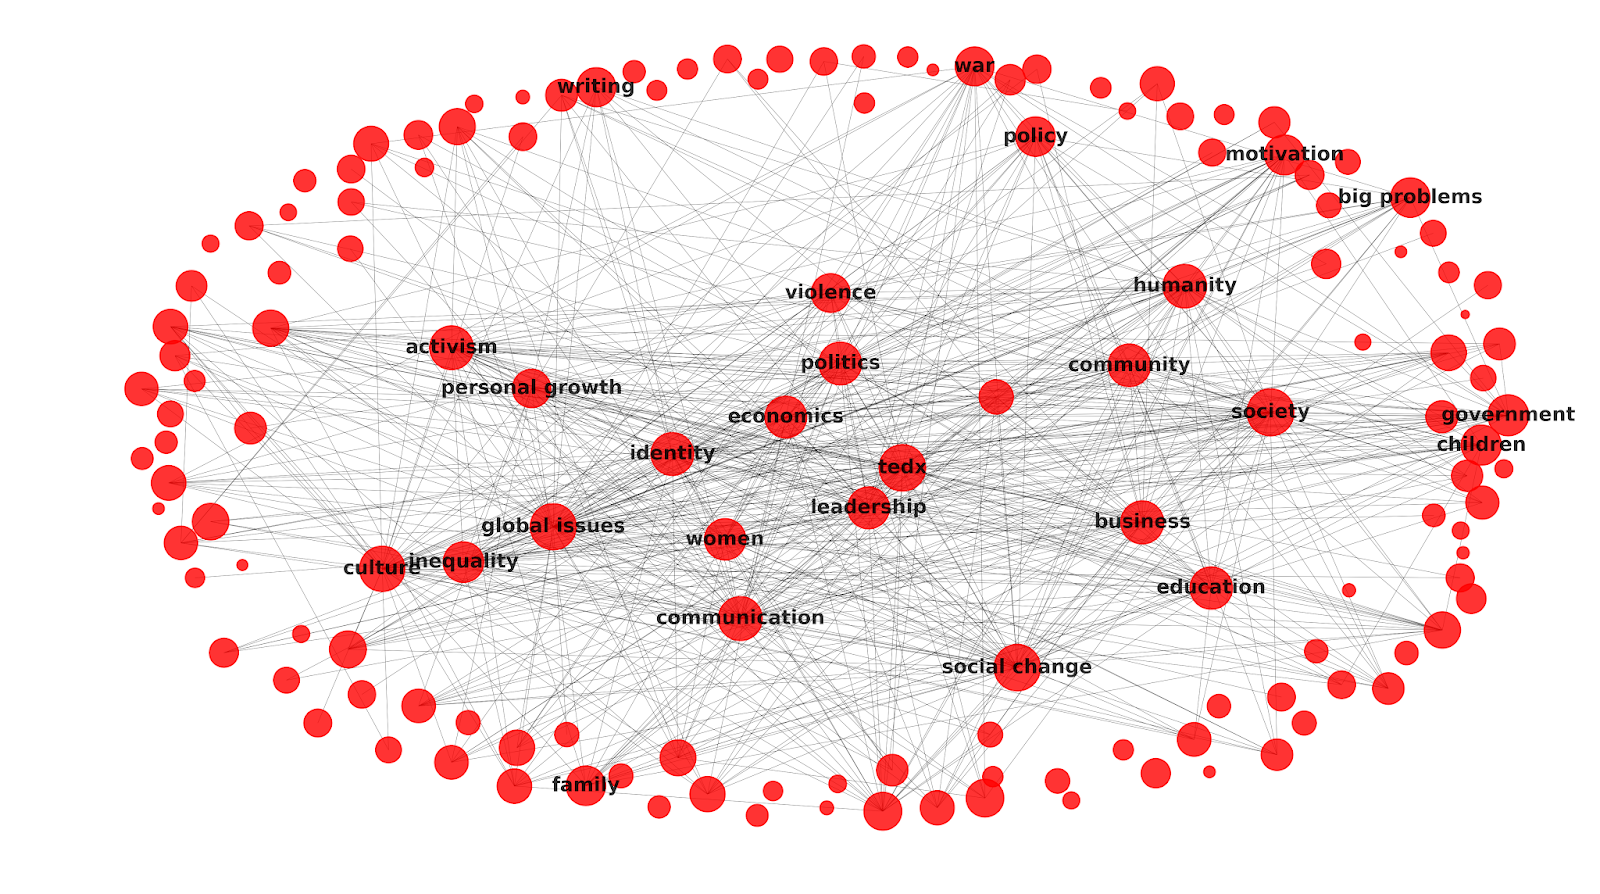 war
writing
policy
motivation
big problems
humanity
violence
activism
politics
community
personal growth
society
government
economics
children
identity
tedx
leadership
business
global issues
women
inequality
culture
education
communication
social change
family